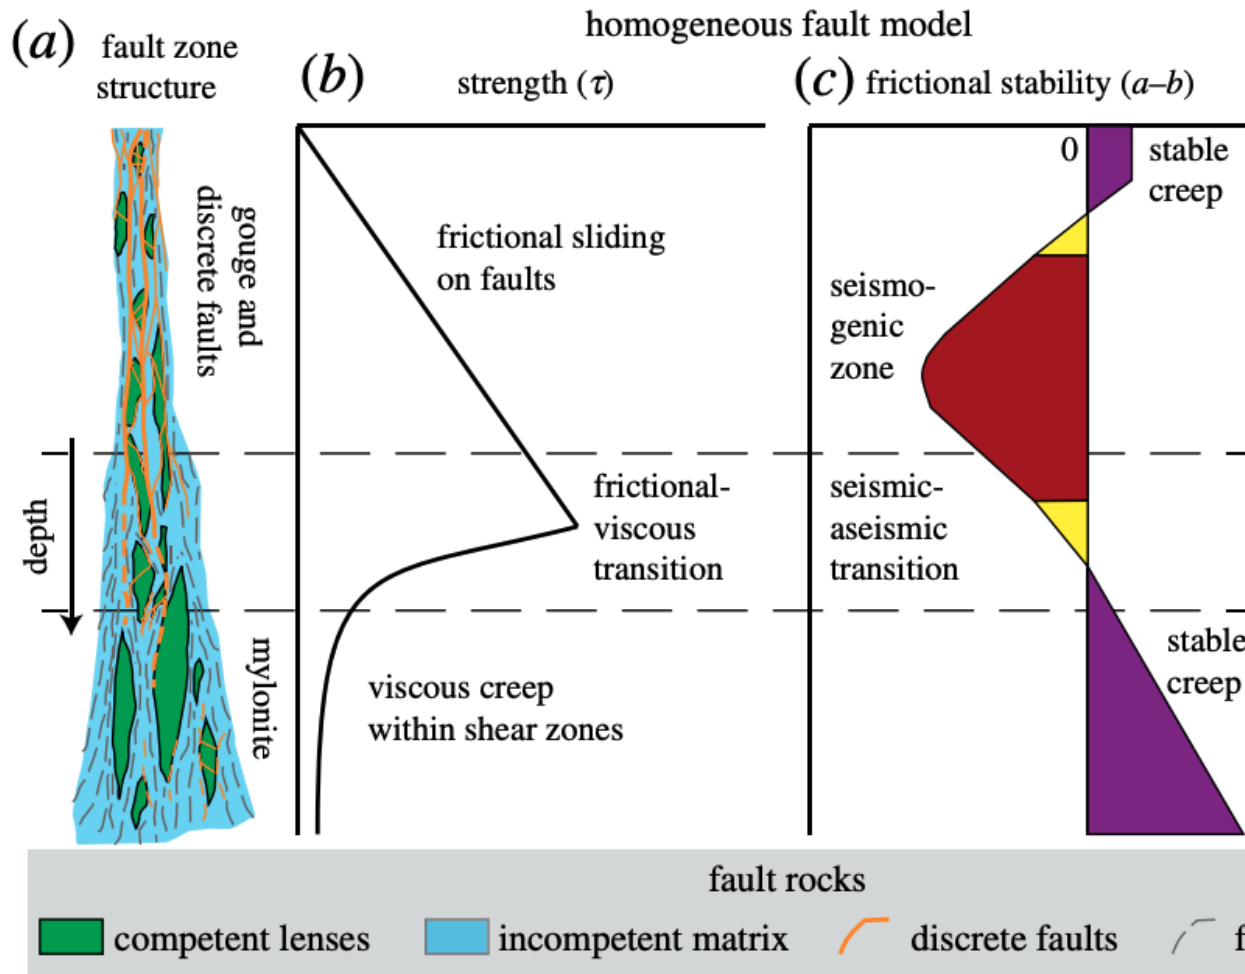 homogeneous fault model
(a) fault zone
structure
(b) strength (τ)
(c) frictional stability (a–b)
gouge and
discrete faults
depth
mylonite
frictional sliding
on faults
frictional-
viscous
transition
viscous creep
within shear zones
0
stable
creep
seismo-
genic
zone
seismic-
aseismic
transition
stable
creep
fault rocks
competent lenses
incompetent matrix
discrete faults
f